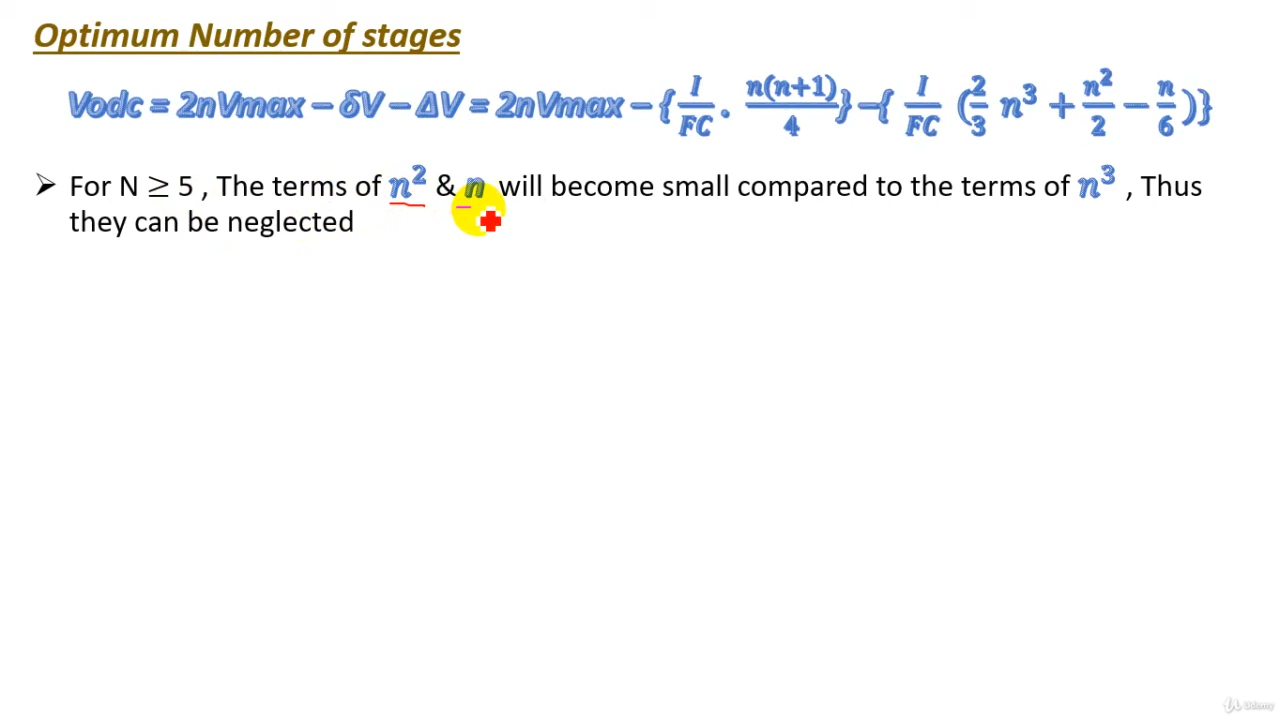 Optimum Number of stages
Vodc = 2nVmax − δV − ΔV = 2nVmax − {I/FC . n(n+1)/4} −{ I/FC (2/3 n³ + n²/2 − n/6 )}
➢ For N ≥ 5 , The terms of n² & n will become small compared to the terms of n³ , Thus
they can be neglected
Udemy